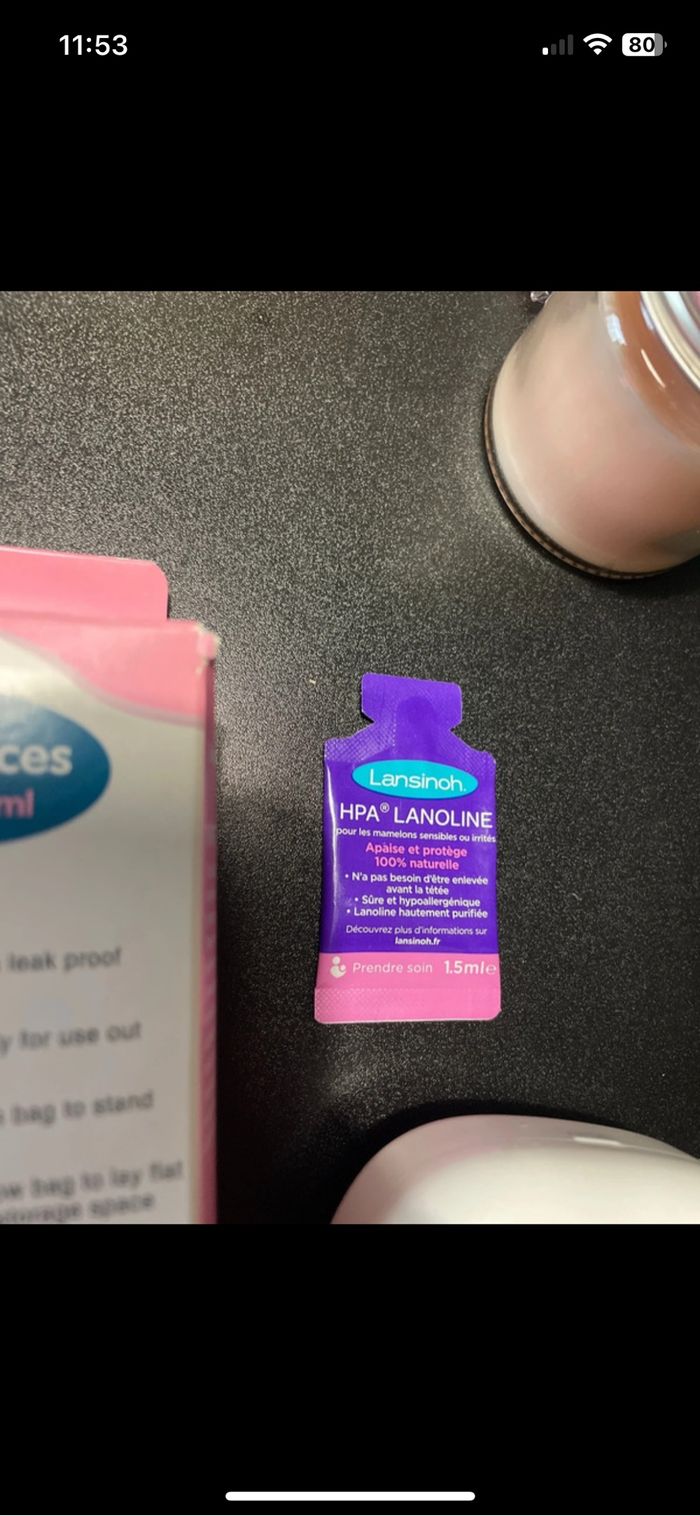 11:53
80
ces
ml
leak proof
for use out
bag to stand
bag to lay flat
storage space
Lansinoh.
HPA® LANOLINE
pour les mamelons sensibles ou irrités
Apaise et protège
100% naturelle
• N'a pas besoin d'être enlevée
avant la tétée
• Sûre et hypoallergénique
• Lanoline hautement purifiée
Découvrez plus d'informations sur
lansinoh.fr
Prendre soin 1.5mle